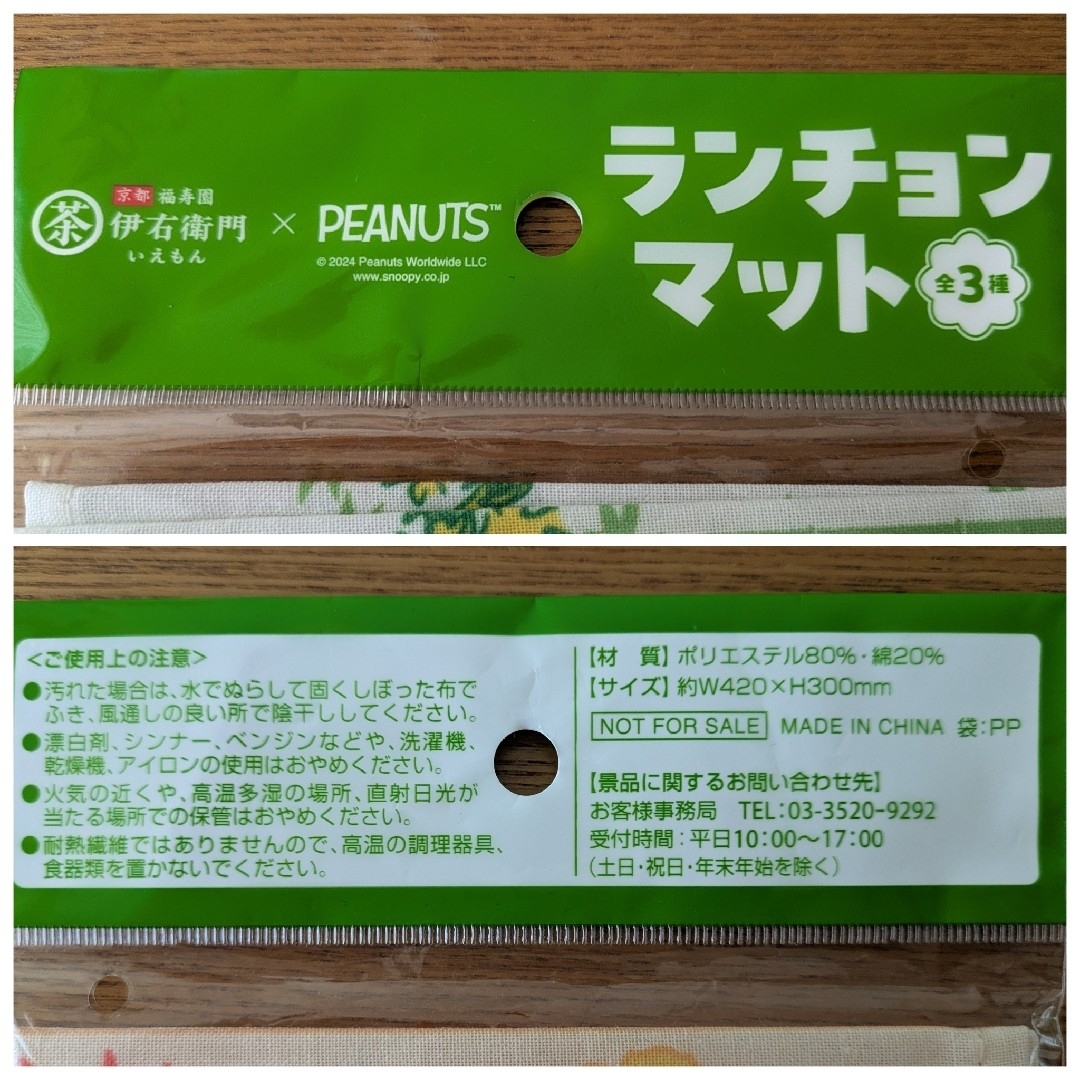 茶
京都 福寿園
伊右衛門
いえもん
×
PEANUTS™
© 2024 Peanuts Worldwide LLC
www.snoopy.co.jp
ランチョン
マット
全3種
<ご使用上の注意>
●汚れた場合は、水でぬらして固くしぼった布で
ふき、風通しの良い所で陰干ししてください。
●漂白剤、シンナー、ベンジンなどや、洗濯機、
乾燥機、アイロンの使用はおやめください。
●火気の近くや、高温多湿の場所、直射日光が
当たる場所での保管はおやめください。
●耐熱繊維ではありませんので、高温の調理器具、
食器類を置かないでください。
【材　質】ポリエステル80%・綿20%
【サイズ】約W420×H300mm
NOT FOR SALE MADE IN CHINA 袋:PP
【景品に関するお問い合わせ先】
お客様事務局　TEL:03-3520-9292
受付時間:平日10:00〜17:00
(土日・祝日・年末年始を除く)